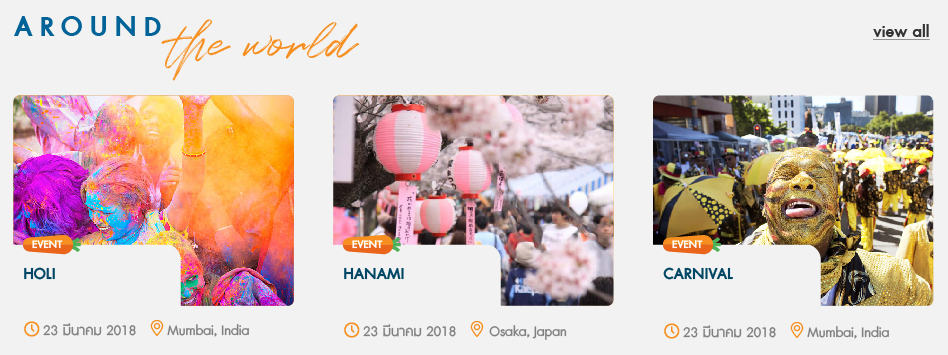 AROUND
the world
view all
EVENT
HOLI
23 มีนาคม 2018
Mumbai, India
EVENT
HANAMI
23 มีนาคม 2018
Osaka, Japan
EVENT
CARNIVAL
23 มีนาคม 2018
Mumbai, India